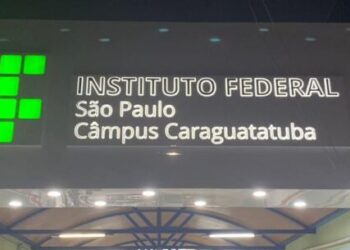 INSTITUTO FEDERAL
São Paulo
Câmpus Caraguatatuba